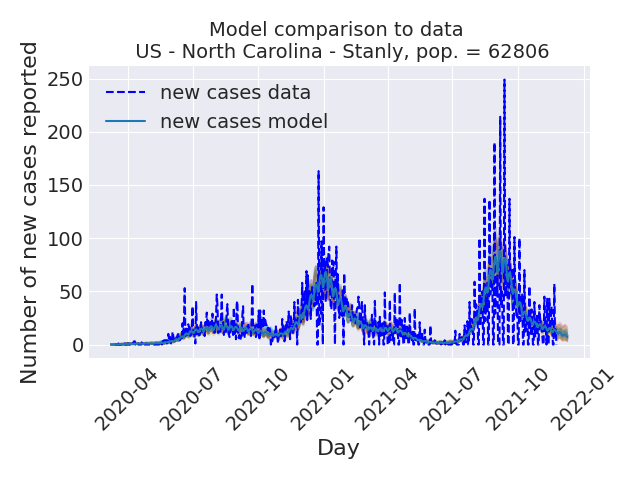 Model comparison to data
US - North Carolina - Stanly, pop. = 62806
Number of new cases reported
250
200
150
100
50
0
new cases data
new cases model
2020-04
2020-07
2020-10
2021-01
2021-04
2021-07
2021-10
2022-01
Day